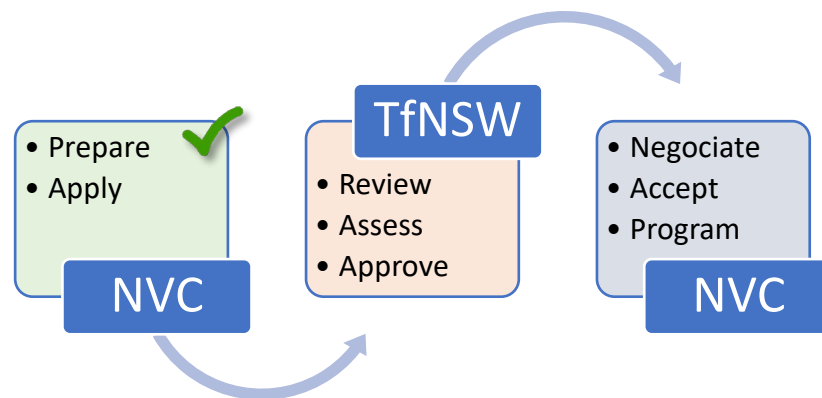 • Prepare
• Apply
NVC
TfNSW
• Review
• Assess
• Approve
• Negociate
• Accept
• Program
NVC